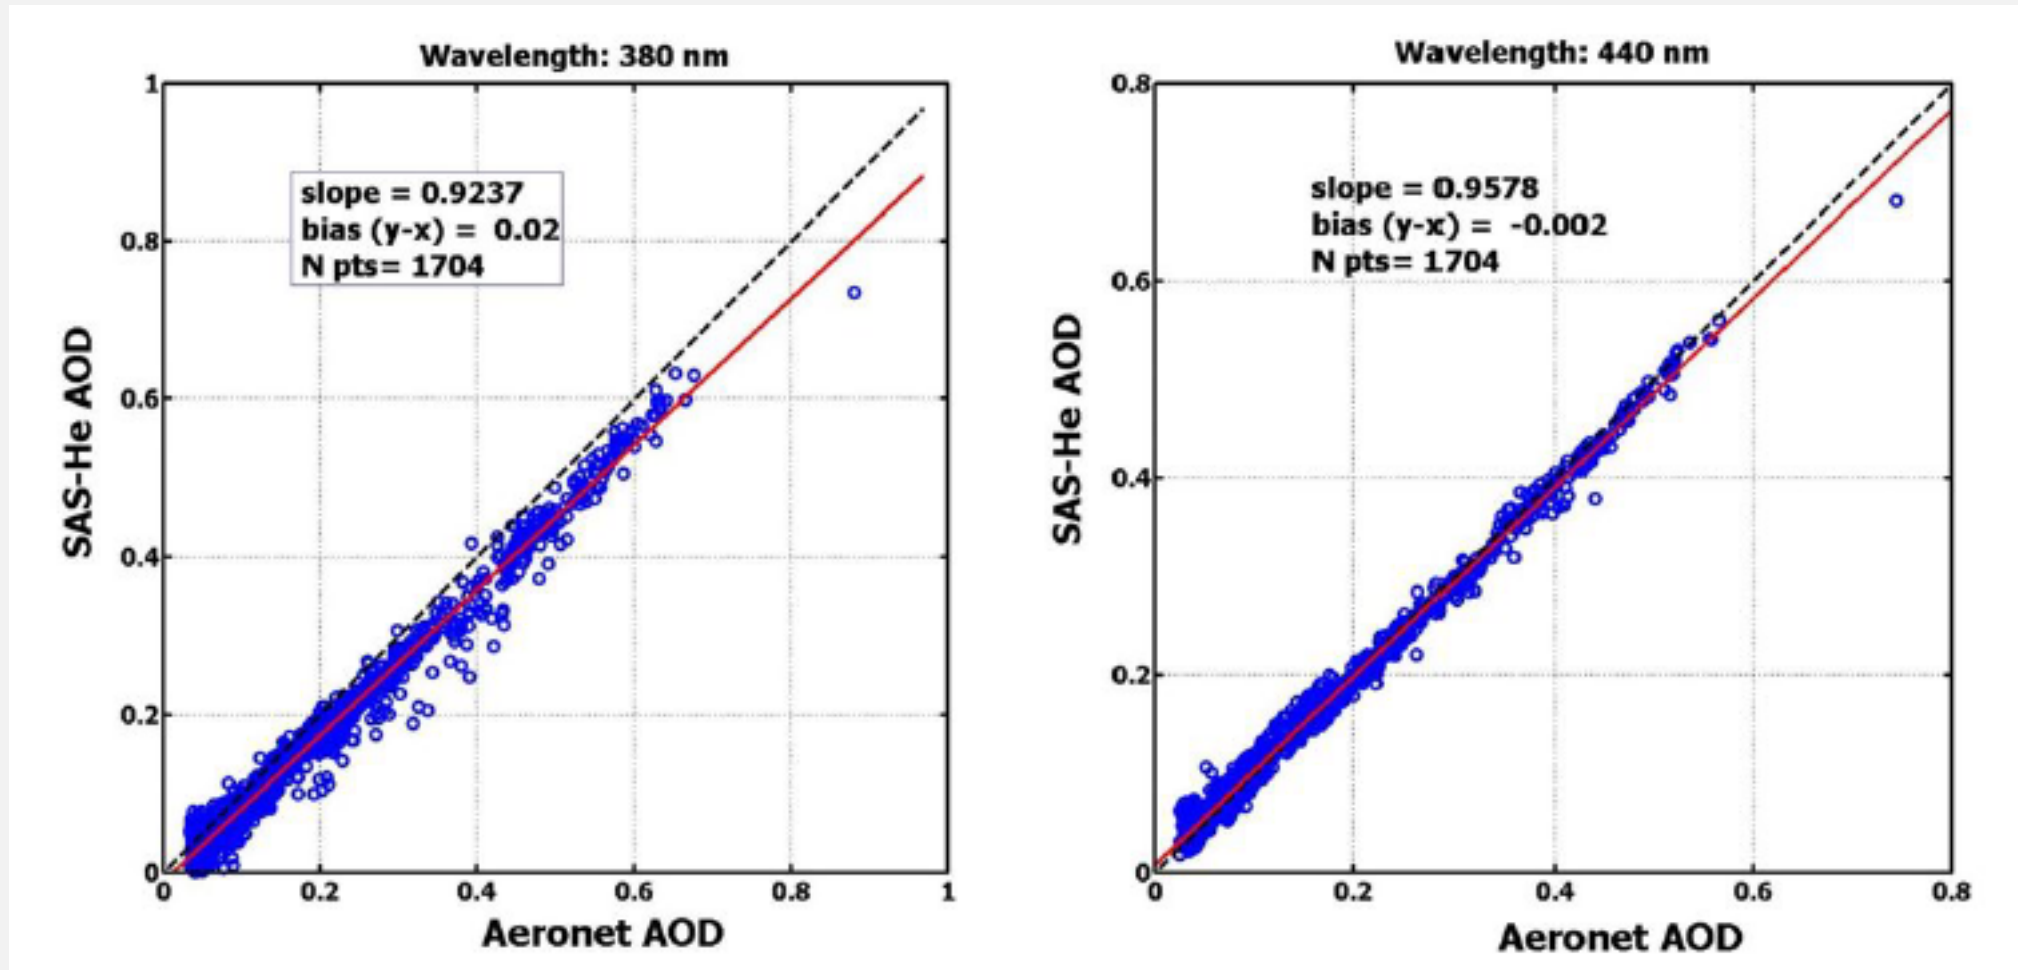 Wavelength: 380 nm
1
0.8
0.6
0.4
0.2
0
slope = 0.9237
bias (y-x) = 0.02
N pts= 1704
SAS-He AOD
0 0.2 0.4 0.6 0.8 1
Aeronet AOD
Wavelength: 440 nm
0.8
0.6
0.4
0.2
0
slope = 0.9578
bias (y-x) = -0.002
N pts= 1704
SAS-He AOD
0 0.2 0.4 0.6 0.8
Aeronet AOD